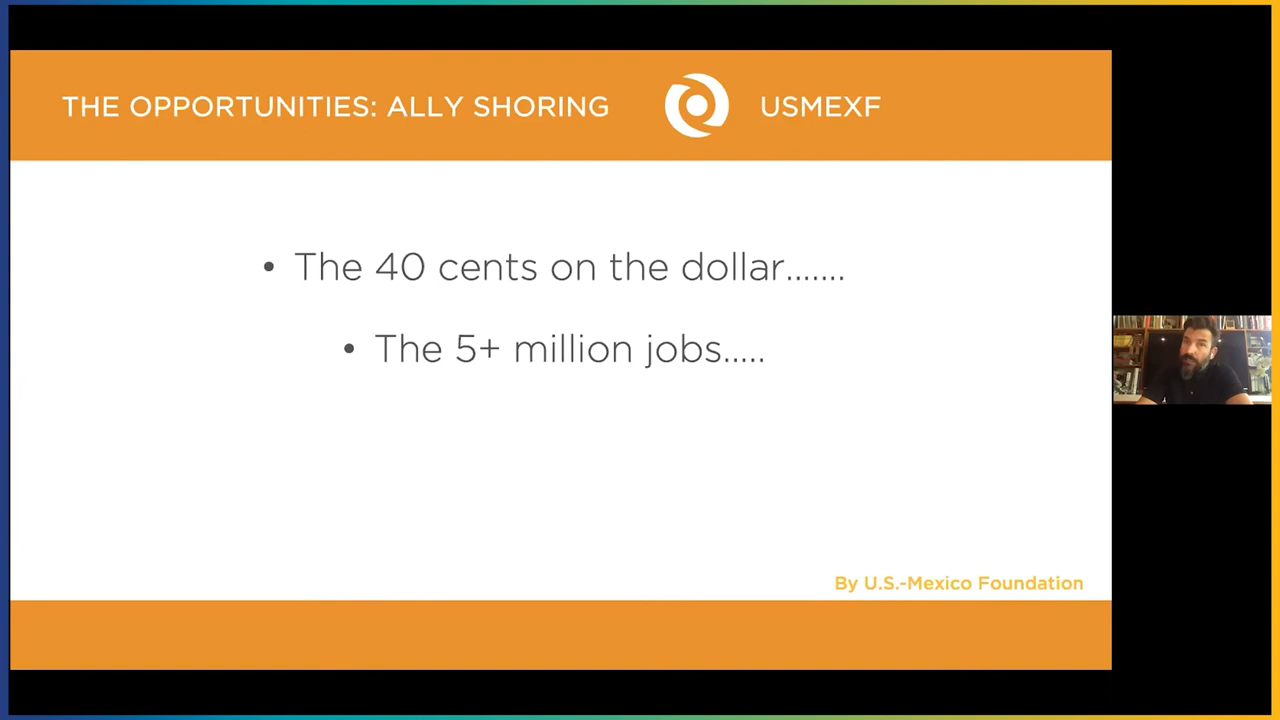 THE OPPORTUNITIES: ALLY SHORING
USMEXF
• The 40 cents on the dollar.......
• The 5+ million jobs.....
By U.S.-Mexico Foundation